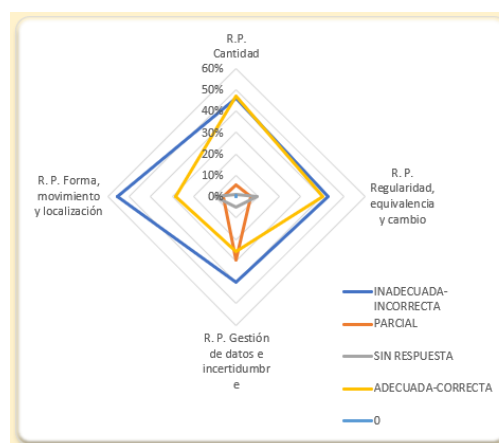 R.P.
Cantidad
60%
50%
40%
30%
20%
10%
0%
R. P.
Regularidad,
equivalencia
y cambio
R. P. Forma,
movimiento
y localización
R. P. Gestión
de datos e
incertidumbr
e
INADECUADA-
INCORRECTA
PARCIAL
SIN RESPUESTA
ADECUADA-CORRECTA
0